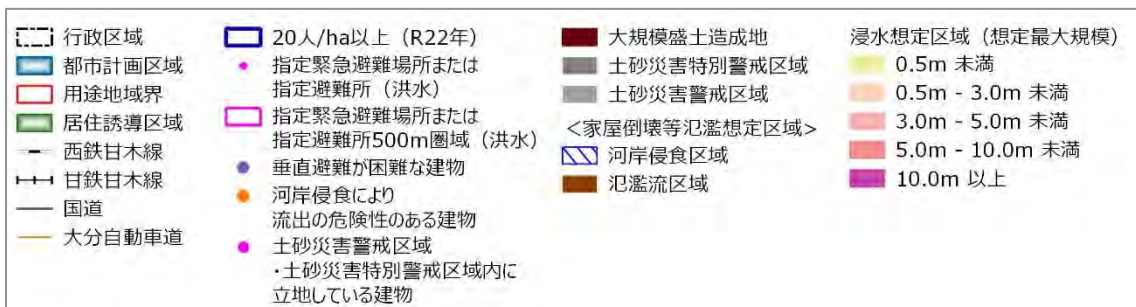 行政区域
都市計画区域
用途地域界
居住誘導区域
西鉄甘木線
甘鉄甘木線
国道
大分自動車道
20人/ha以上（R22年）
指定緊急避難場所または
指定避難所（洪水）
指定緊急避難場所または
指定避難所500m圏域（洪水）
垂直避難が困難な建物
河岸侵食により
流出の危険性のある建物
土砂災害警戒区域
・土砂災害特別警戒区域内に
立地している建物
大規模盛土造成地
土砂災害特別警戒区域
土砂災害警戒区域
＜家屋倒壊等氾濫想定区域＞
河岸侵食区域
氾濫流区域
浸水想定区域（想定最大規模）
0.5m 未満
0.5m - 3.0m 未満
3.0m - 5.0m 未満
5.0m - 10.0m 未満
10.0m 以上